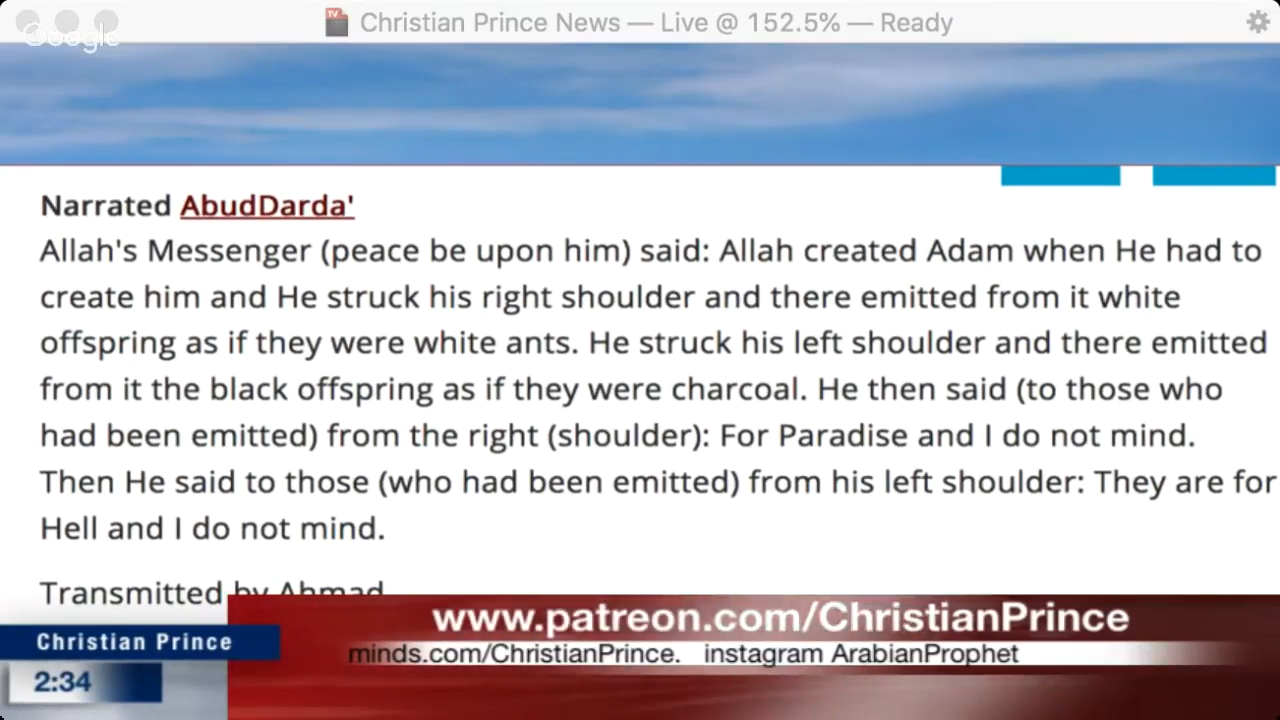 Christian Prince News — Live @ 152.5% — Ready
Google
Narrated AbudDarda'
Allah's Messenger (peace be upon him) said: Allah created Adam when He had to
create him and He struck his right shoulder and there emitted from it white
offspring as if they were white ants. He struck his left shoulder and there emitted
from it the black offspring as if they were charcoal. He then said (to those who
had been emitted) from the right (shoulder): For Paradise and I do not mind.
Then He said to those (who had been emitted) from his left shoulder: They are for
Hell and I do not mind.
Transmitted by Ahmad
www.patreon.com/ChristianPrince
minds.com/ChristianPrince. instagram ArabianProphet
Christian Prince
2:34